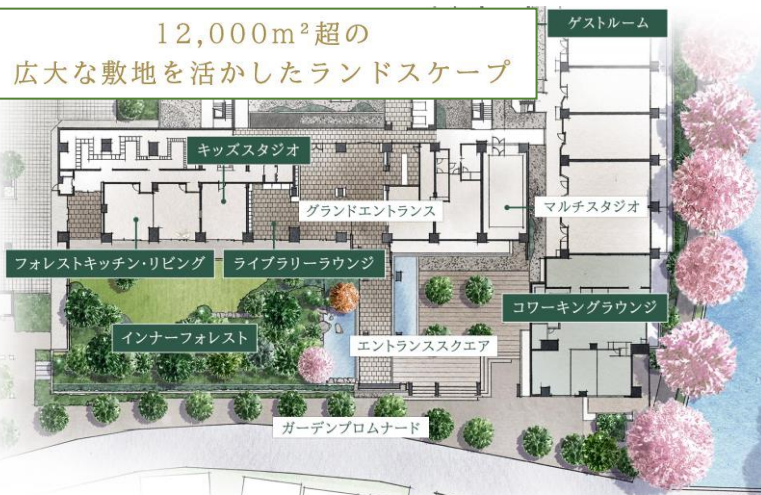 12,000m²超の
広大な敷地を活かしたランドスケープ
ゲストルーム
キッズスタジオ
グランドエントランス
マルチスタジオ
フォレストキッチン・リビング
ライブラリーラウンジ
コワーキングラウンジ
インナーフォレスト
エントランススクエア
ガーデンプロムナード